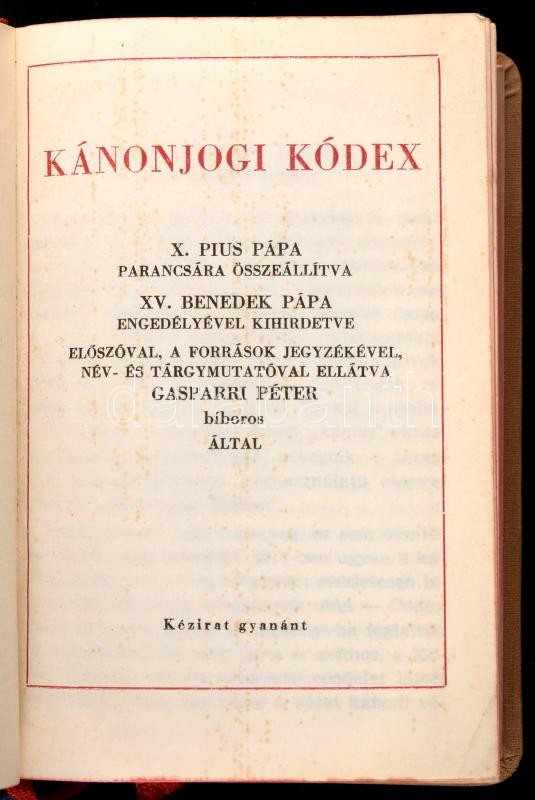 KÁNONJOGI KÓDEX
X. PIUS PÁPA
PARANCSÁRA ÖSSZEÁLLÍTVA
XV. BENEDEK PÁPA
ENGEDÉLYÉVEL KIHIRDETVE
ELŐSZÓVAL, A FORRÁSOK JEGYZÉKÉVEL,
NÉV- ÉS TÁRGYMUTATÓVAL ELLÁTVA
GASPARRI PÉTER
darabanth
bíboros
ÁLTAL
Kézirat gyanánt